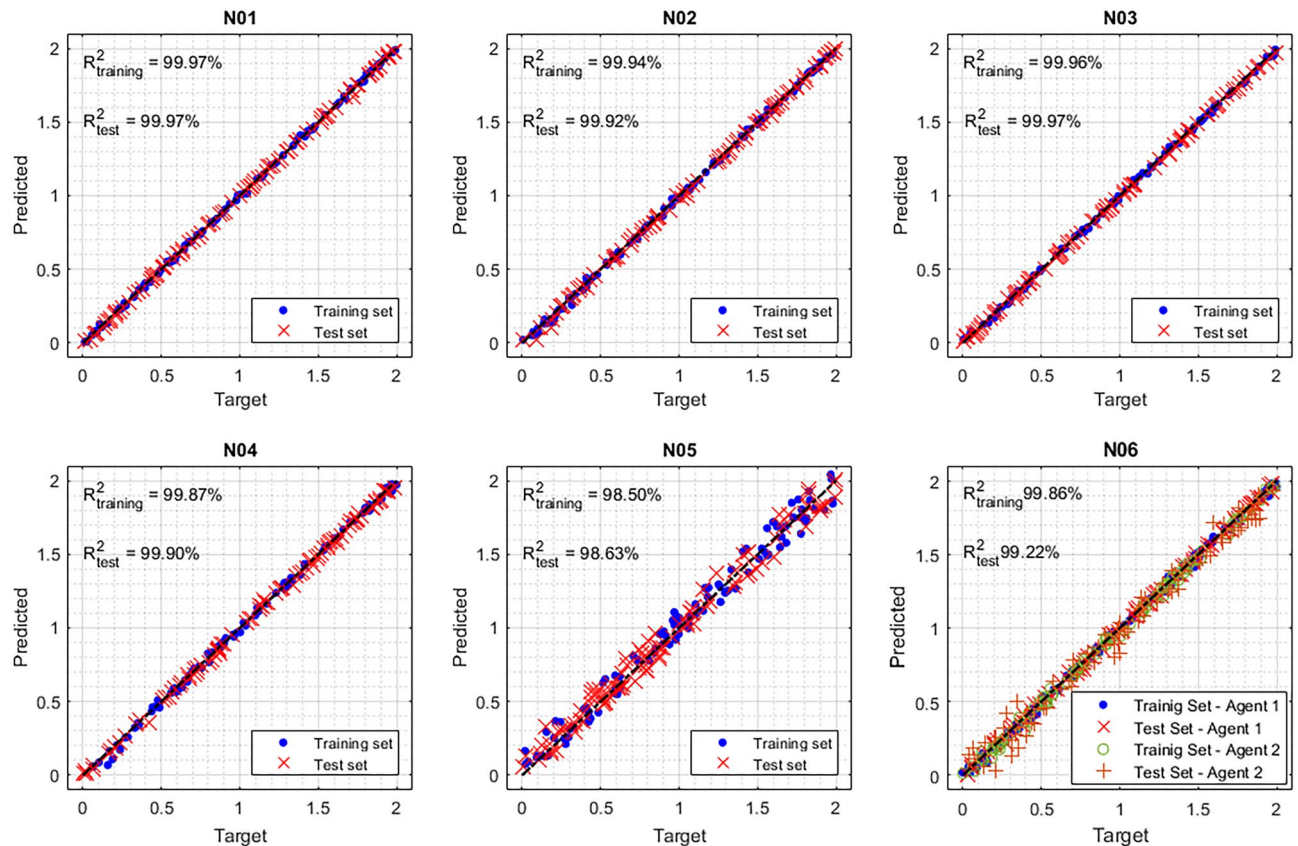 N01
R²training = 99.97%
R²test = 99.97%
Predicted
2
1.5
1
0.5
0
Training set
Test set
0 0.5 1 1.5 2
Target
N02
R²training = 99.94%
R²test = 99.92%
Predicted
2
1.5
1
0.5
0
Training set
Test set
0 0.5 1 1.5 2
Target
N03
R²training = 99.96%
R²test = 99.97%
Predicted
2
1.5
1
0.5
0
Training set
Test set
0 0.5 1 1.5 2
Target
N04
R²training = 99.87%
R²test = 99.90%
Predicted
2
1.5
1
0.5
0
Training set
Test set
0 0.5 1 1.5 2
Target
N05
R²training = 98.50%
R²test = 98.63%
Predicted
2
1.5
1
0.5
0
Training set
Test set
0 0.5 1 1.5 2
Target
N06
R²training 99.86%
R²test 99.22%
Predicted
2
1.5
1
0.5
0
Trainig Set - Agent 1
Test Set - Agent 1
Trainig Set - Agent 2
Test Set - Agent 2
0 0.5 1 1.5 2
Target